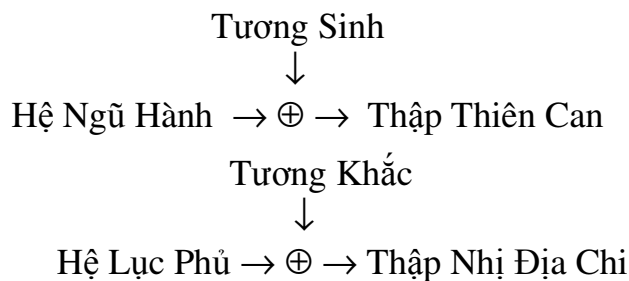 Tương Sinh
↓
Hệ Ngũ Hành → ⊕ → Thập Thiên Can
Tương Khắc
↓
Hệ Lục Phủ → ⊕ → Thập Nhị Địa Chi